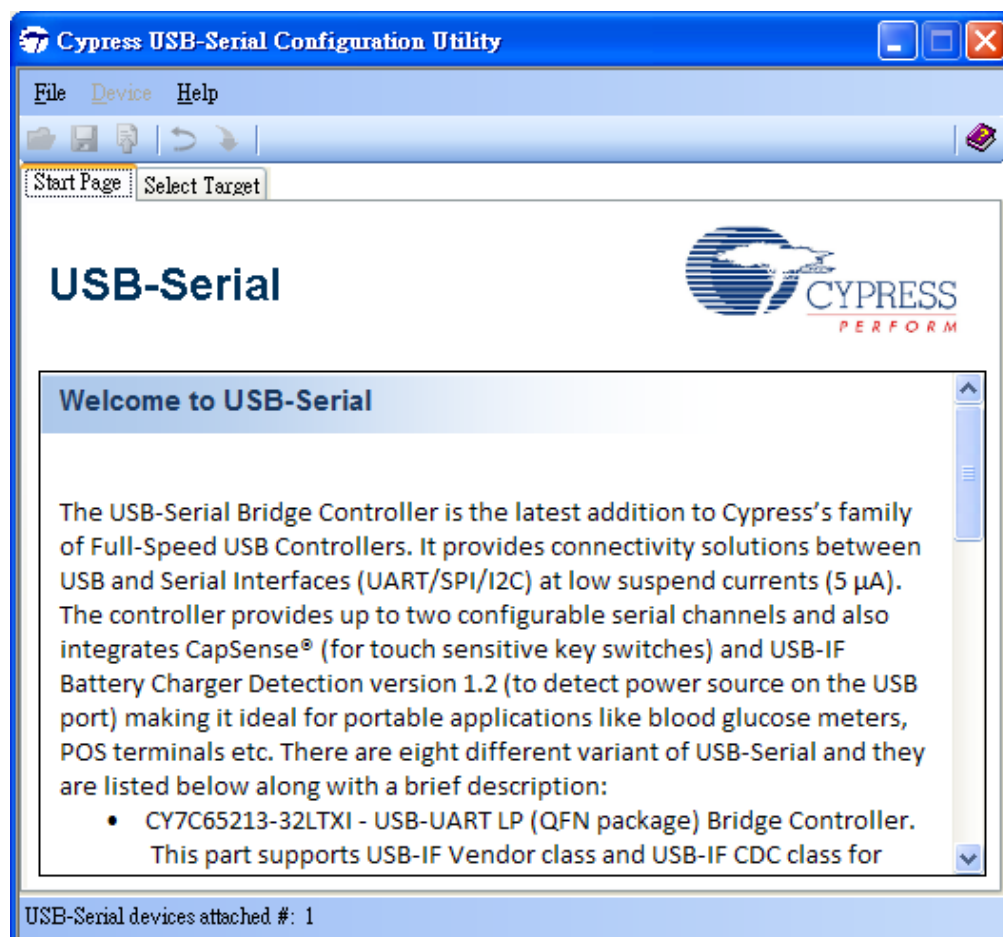 Cypress USB-Serial Configuration Utility
File Device Help
Start Page Select Target
USB-Serial
CYPRESS
PERFORM
Welcome to USB-Serial
The USB-Serial Bridge Controller is the latest addition to Cypress’s family
of Full-Speed USB Controllers. It provides connectivity solutions between
USB and Serial Interfaces (UART/SPI/I2C) at low suspend currents (5 µA).
The controller provides up to two configurable serial channels and also
integrates CapSense® (for touch sensitive key switches) and USB-IF
Battery Charger Detection version 1.2 (to detect power source on the USB
port) making it ideal for portable applications like blood glucose meters,
POS terminals etc. There are eight different variant of USB-Serial and they
are listed below along with a brief description:
• CY7C65213-32LTXI - USB-UART LP (QFN package) Bridge Controller.
This part supports USB-IF Vendor class and USB-IF CDC class for
USB-Serial devices attached #: 1